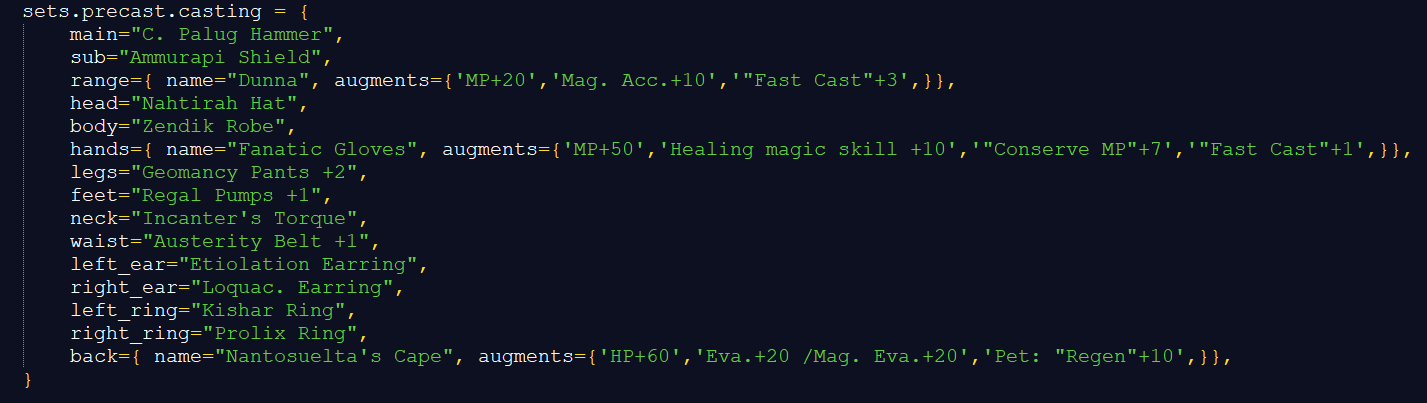 sets.precast.casting = {
main="C. Palug Hammer",
sub="Ammurapi Shield",
range={ name="Dunna", augments={'MP+20','Mag. Acc.+10','"Fast Cast"+3',}},
head="Nahtirah Hat",
body="Zendik Robe",
hands={ name="Fanatic Gloves", augments={'MP+50','Healing magic skill +10','"Conserve MP"+7','"Fast Cast"+1',}},
legs="Geomancy Pants +2",
feet="Regal Pumps +1",
neck="Incanter's Torque",
waist="Austerity Belt +1",
left_ear="Etiolation Earring",
right_ear="Loquac. Earring",
left_ring="Kishar Ring",
right_ring="Prolix Ring",
back={ name="Nantosuelta's Cape", augments={'HP+60','Eva.+20 /Mag. Eva.+20','Pet: "Regen"+10',}},
}